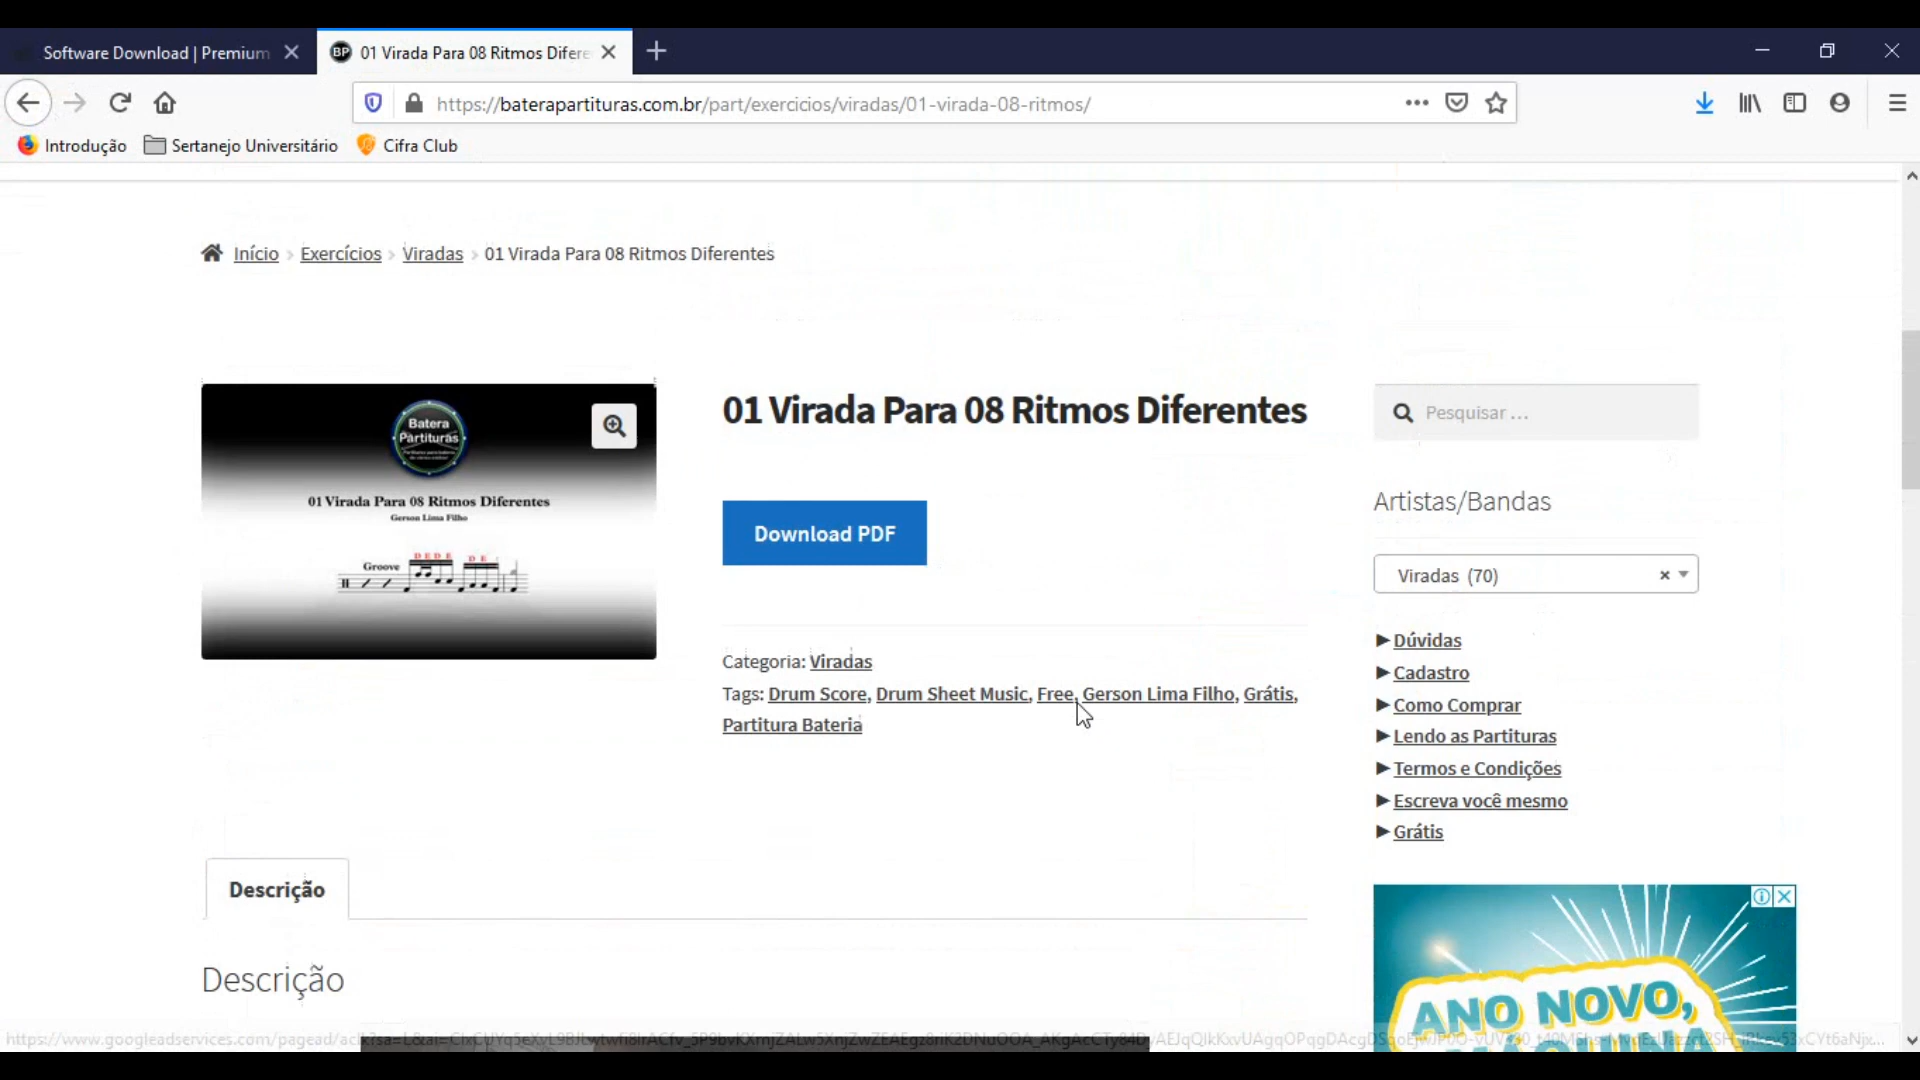 Software Download | Premium
BP 01 Virada Para 08 Ritmos Difere
https://baterapartituras.com.br/part/exercicios/viradas/01-virada-08-ritmos/
Introdução Sertanejo Universitário Cifra Club
Início Exercícios Viradas 01 Virada Para 08 Ritmos Diferentes
Batera
Partituras
01 Virada Para 08 Ritmos Diferentes
Gerson Lima Filho
D E D E D E
Groove
01 Virada Para 08 Ritmos Diferentes
Download PDF
Categoria: Viradas
Tags: Drum Score, Drum Sheet Music, Free, Gerson Lima Filho, Grátis,
Partitura Bateria
Pesquisar ...
Artistas/Bandas
Viradas (70)
Dúvidas
Cadastro
Como Comprar
Lendo as Partituras
Termos e Condições
Escreva você mesmo
Grátis
Descrição
Descrição
ANO NOVO,
MÁQUINA